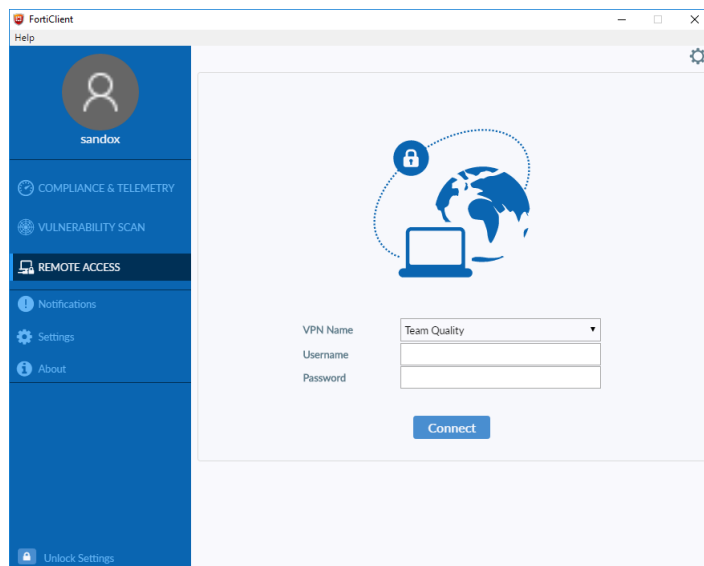 FortiClient
Help
sandox
COMPLIANCE & TELEMETRY
VULNERABILITY SCAN
REMOTE ACCESS
Notifications
Settings
About
Unlock Settings
VPN Name
Team Quality
Username
Password
Connect